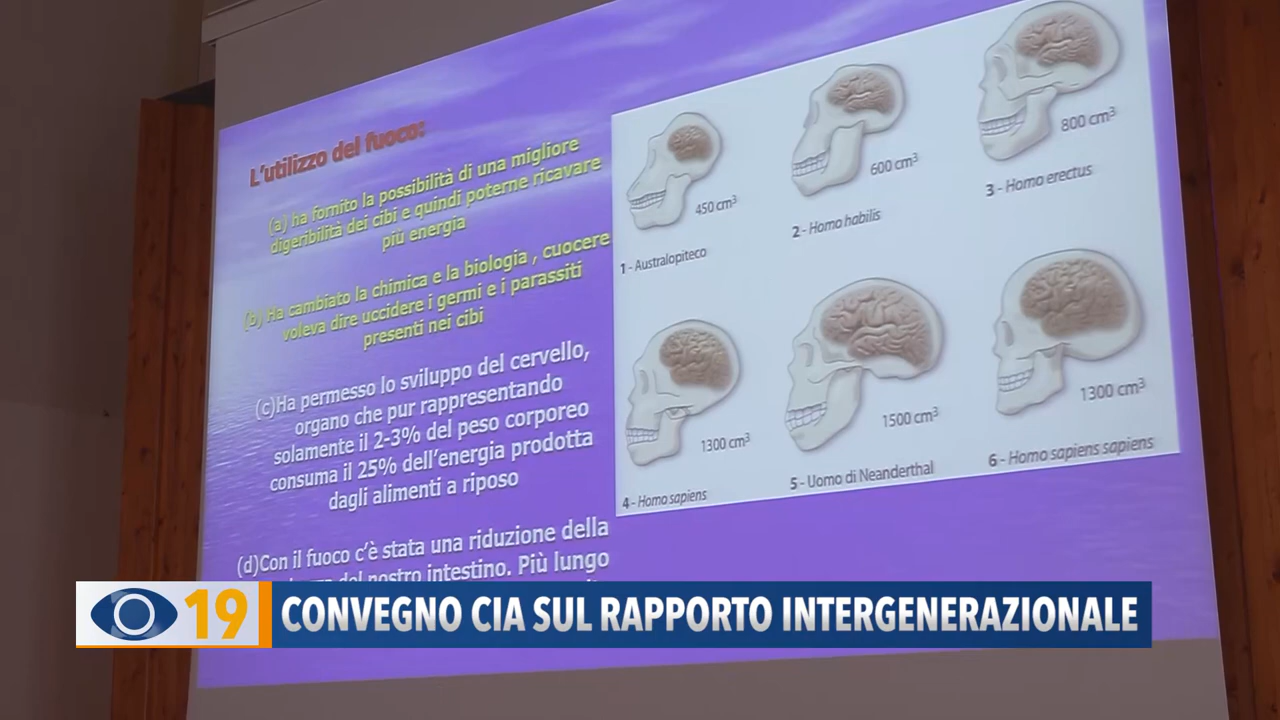 L'utilizzo del fuoco:
(a) ha fornito la possibilità di una migliore
digeribilità dei cibi e quindi poterne ricavare
più energia
(b) Ha cambiato la chimica e la biologia , cuocere
voleva dire uccidere i germi e i parassiti
presenti nei cibi
(c)Ha permesso lo sviluppo del cervello,
organo che pur rappresentando
solamente il 2-3% del peso corporeo
consuma il 25% dell'energia prodotta
dagli alimenti a riposo
(d)Con il fuoco c'è stata una riduzione della
del nostro intestino. Più lungo
450 cm³
1 - Australopiteco
600 cm³
2 - Homo habilis
800 cm³
3 - Homo erectus
1300 cm³
4 - Homo sapiens
1500 cm³
5 - Uomo di Neanderthal
1300 cm³
6 - Homo sapiens sapiens
19
CONVEGNO CIA SUL RAPPORTO INTERGENERAZIONALE